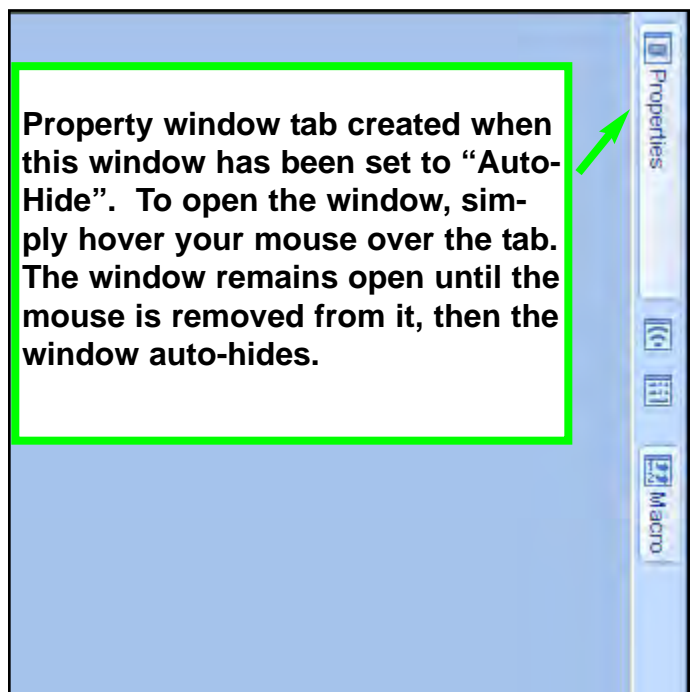 Property window tab created when
this window has been set to “Auto-
Hide”.  To open the window, sim-
ply hover your mouse over the tab.
The window remains open until the
mouse is removed from it, then the
window auto-hides.
Properties
Macro